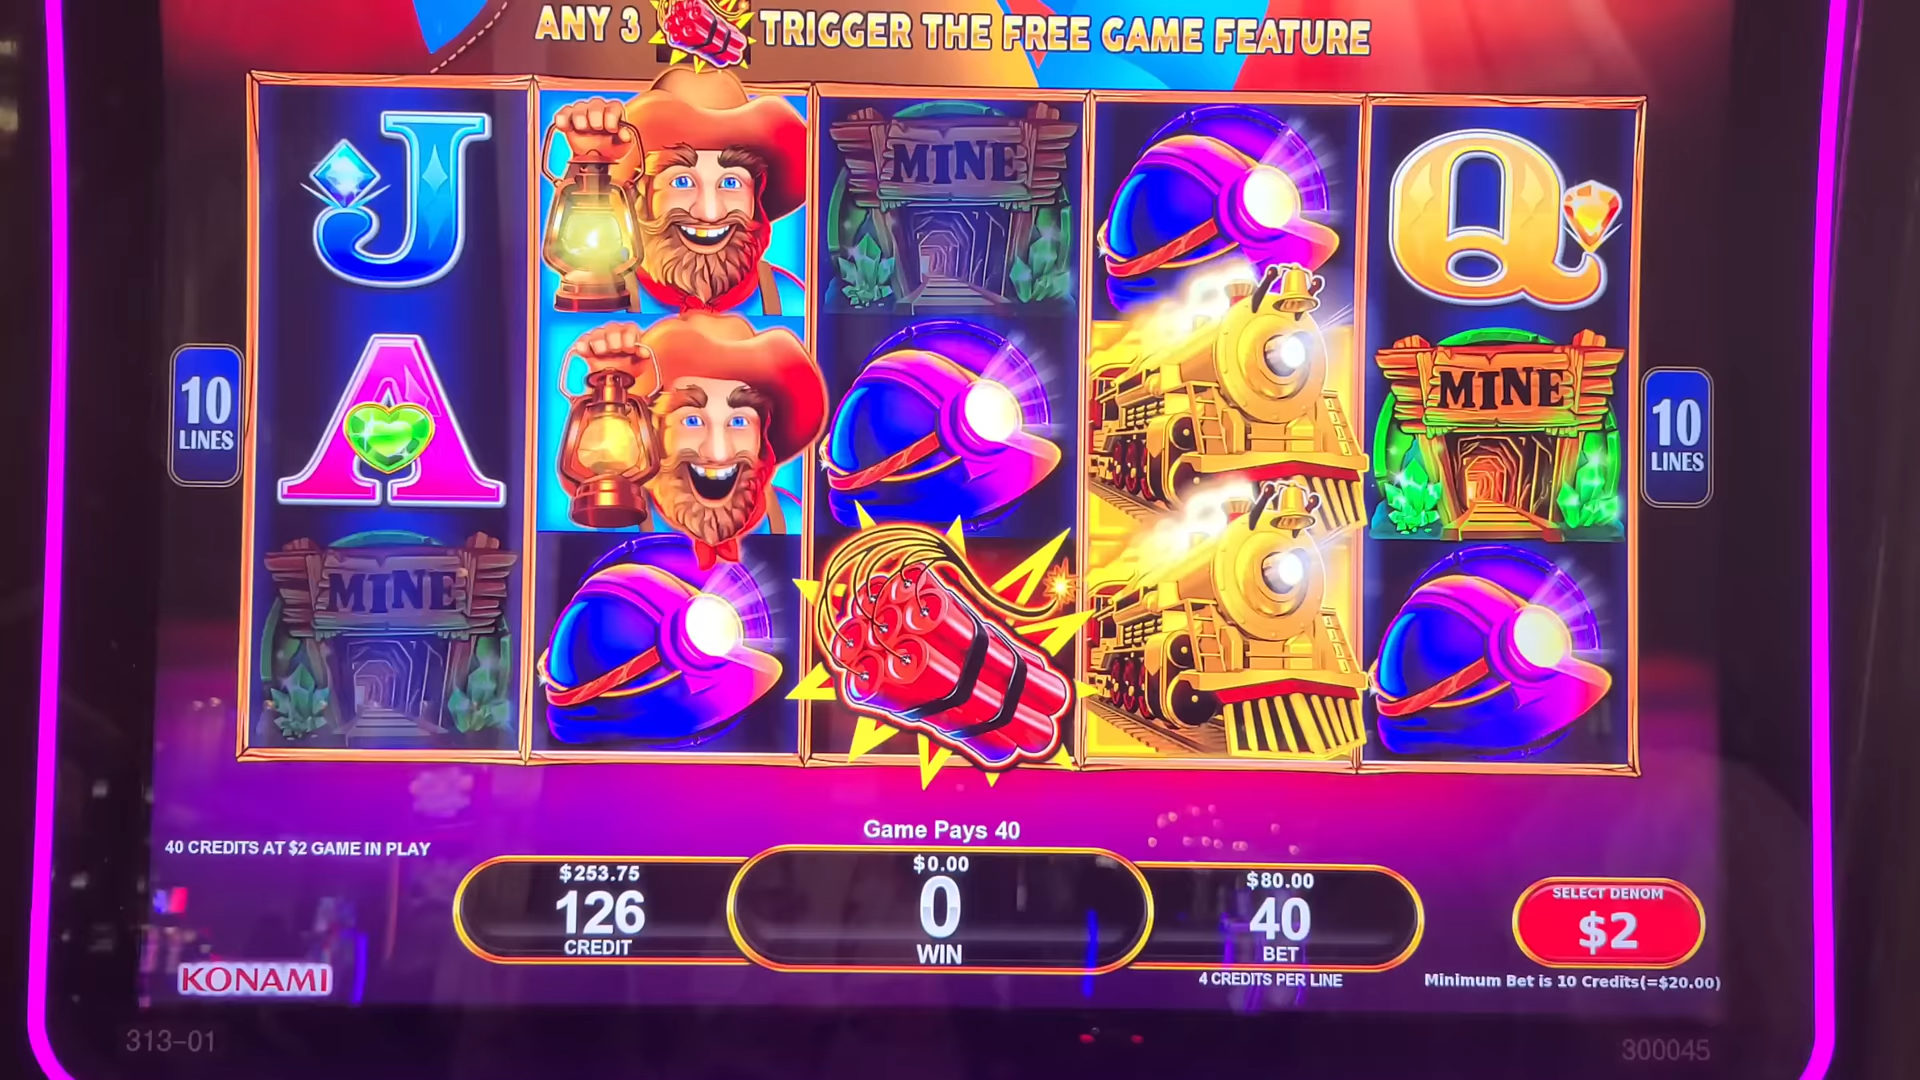 ANY 3 TRIGGER THE FREE GAME FEATURE
J
MINE
Q
10
LINES
A
MINE
10
LINES
MINE
Game Pays 40
40 CREDITS AT $2 GAME IN PLAY
$253.75
126
CREDIT
$0.00
0
WIN
$80.00
40
BET
4 CREDITS PER LINE
SELECT DENOM
$2
Minimum Bet is 10 Credits(=$20.00)
KONAMI
313-01
300045